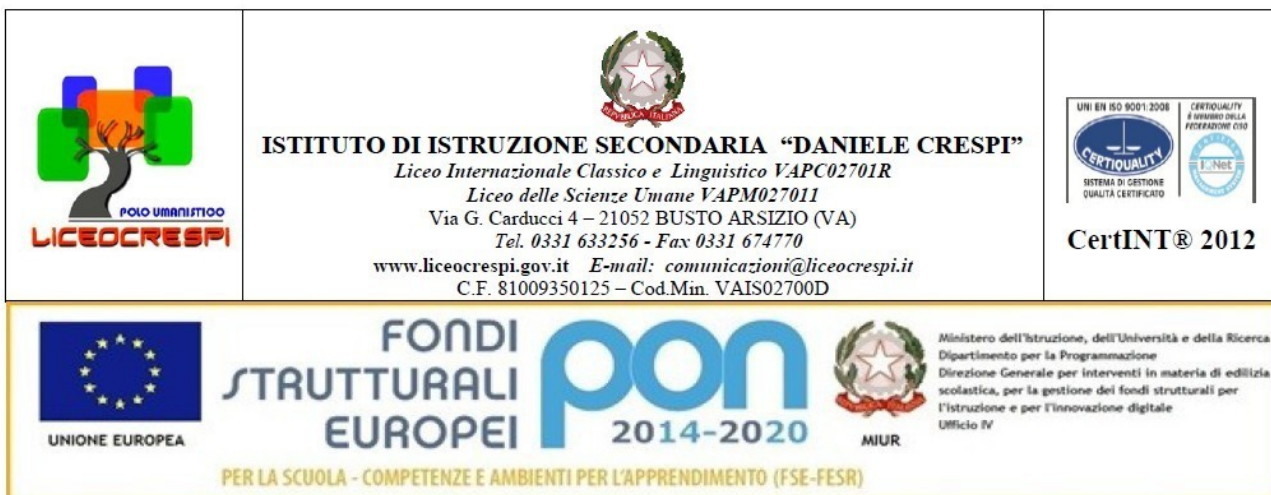 POLO UMANISTICO
LICEOCRESPI
REPVBBLICA ITALIANA
ISTITUTO DI ISTRUZIONE SECONDARIA “DANIELE CRESPI”
Liceo Internazionale Classico e Linguistico VAPC02701R
Liceo delle Scienze Umane VAPM027011
Via G. Carducci 4 – 21052 BUSTO ARSIZIO (VA)
Tel. 0331 633256 - Fax 0331 674770
www.liceocrespi.gov.it E-mail: comunicazioni@liceocrespi.it
C.F. 81009350125 – Cod.Min. VAIS02700D
UNI EN ISO 9001:2008
CERTIQUALITY
SISTEMA DI GESTIONE
QUALITÀ CERTIFICATO
CERTIQUALITY
È MEMBRO DELLA
FEDERAZIONE CISQ
IQNet
CertINT® 2012
UNIONE EUROPEA
FONDI
STRUTTURALI
EUROPEI
pon
2014-2020
MIUR
Ministero dell'Istruzione, dell'Università e della Ricerca
Dipartimento per la Programmazione
Direzione Generale per interventi in materia di edilizia
scolastica, per la gestione dei fondi strutturali per
l'istruzione e per l'innovazione digitale
Ufficio IV
PER LA SCUOLA - COMPETENZE E AMBIENTI PER L'APPRENDIMENTO (FSE-FESR)